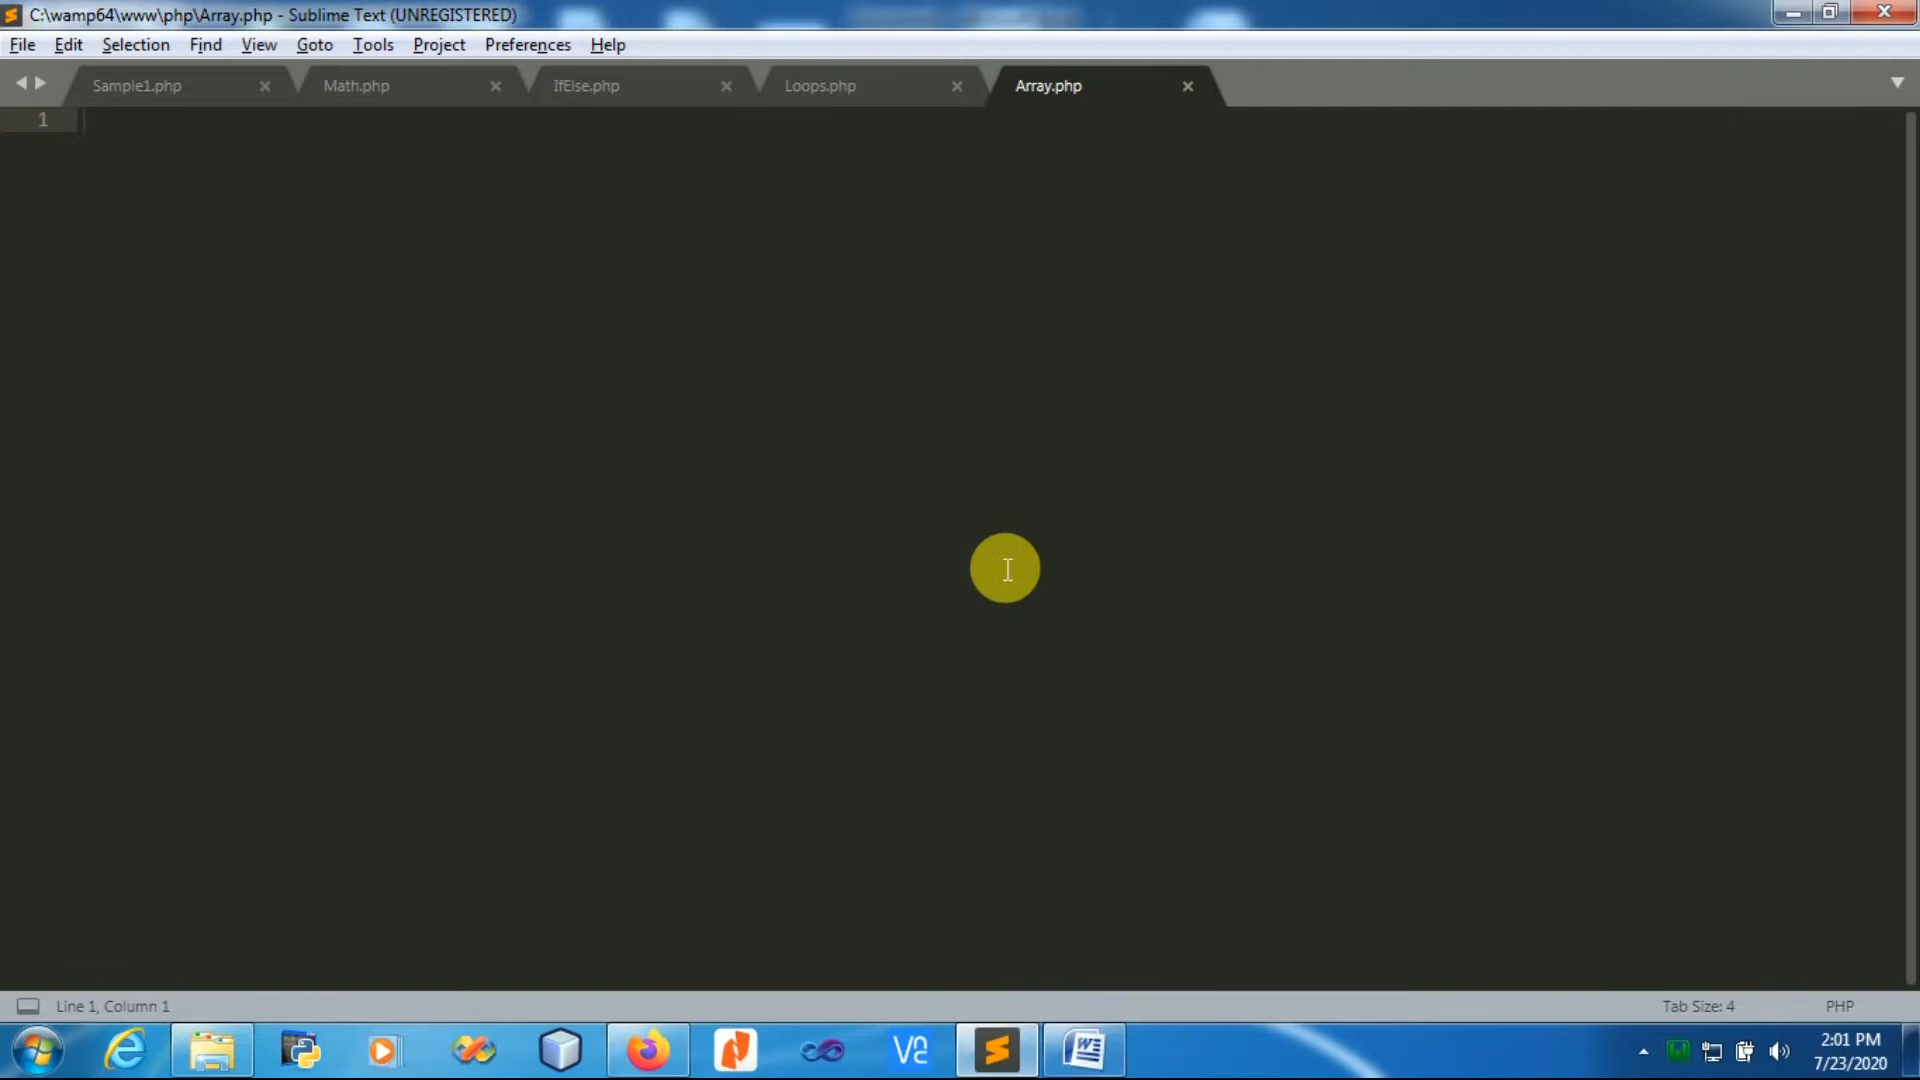 C:\wamp64\www\php\Array.php - Sublime Text (UNREGISTERED)
File Edit Selection Find View Goto Tools Project Preferences Help
Sample1.php Math.php IfElse.php Loops.php Array.php
1
Line 1, Column 1 Tab Size: 4 PHP
2:01 PM
7/23/2020